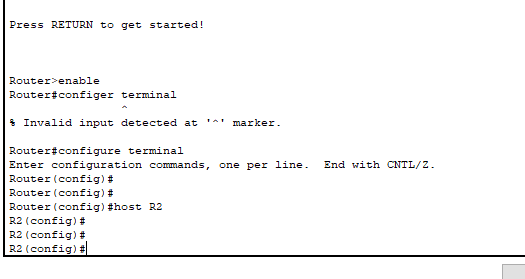 Press RETURN to get started!
Router>enable
Router#configer terminal
^
% Invalid input detected at '^' marker.
Router#configure terminal
Enter configuration commands, one per line.  End with CNTL/Z.
Router(config)#
Router(config)#
Router(config)#host R2
R2(config)#
R2(config)#
R2(config)#